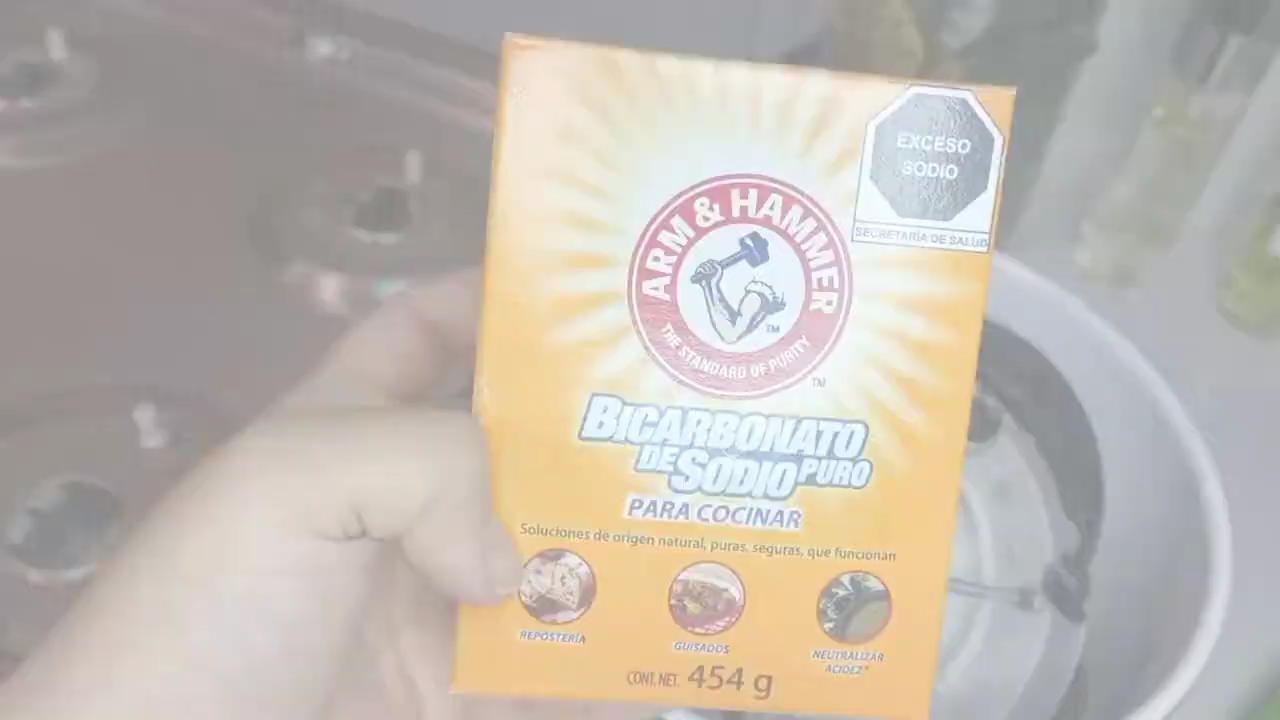 EXCESO
SODIO
SECRETARÍA DE SALUD
ARM & HAMMER
THE STANDARD OF PURITY
TM
TM
BICARBONATO
DE SODIO PURO
PARA COCINAR
Soluciones de origen natural, puras, seguras, que funcionan
REPOSTERÍA
GUISADOS
NEUTRALIZAR
ACIDEZ*
CONT. NET. 454 g